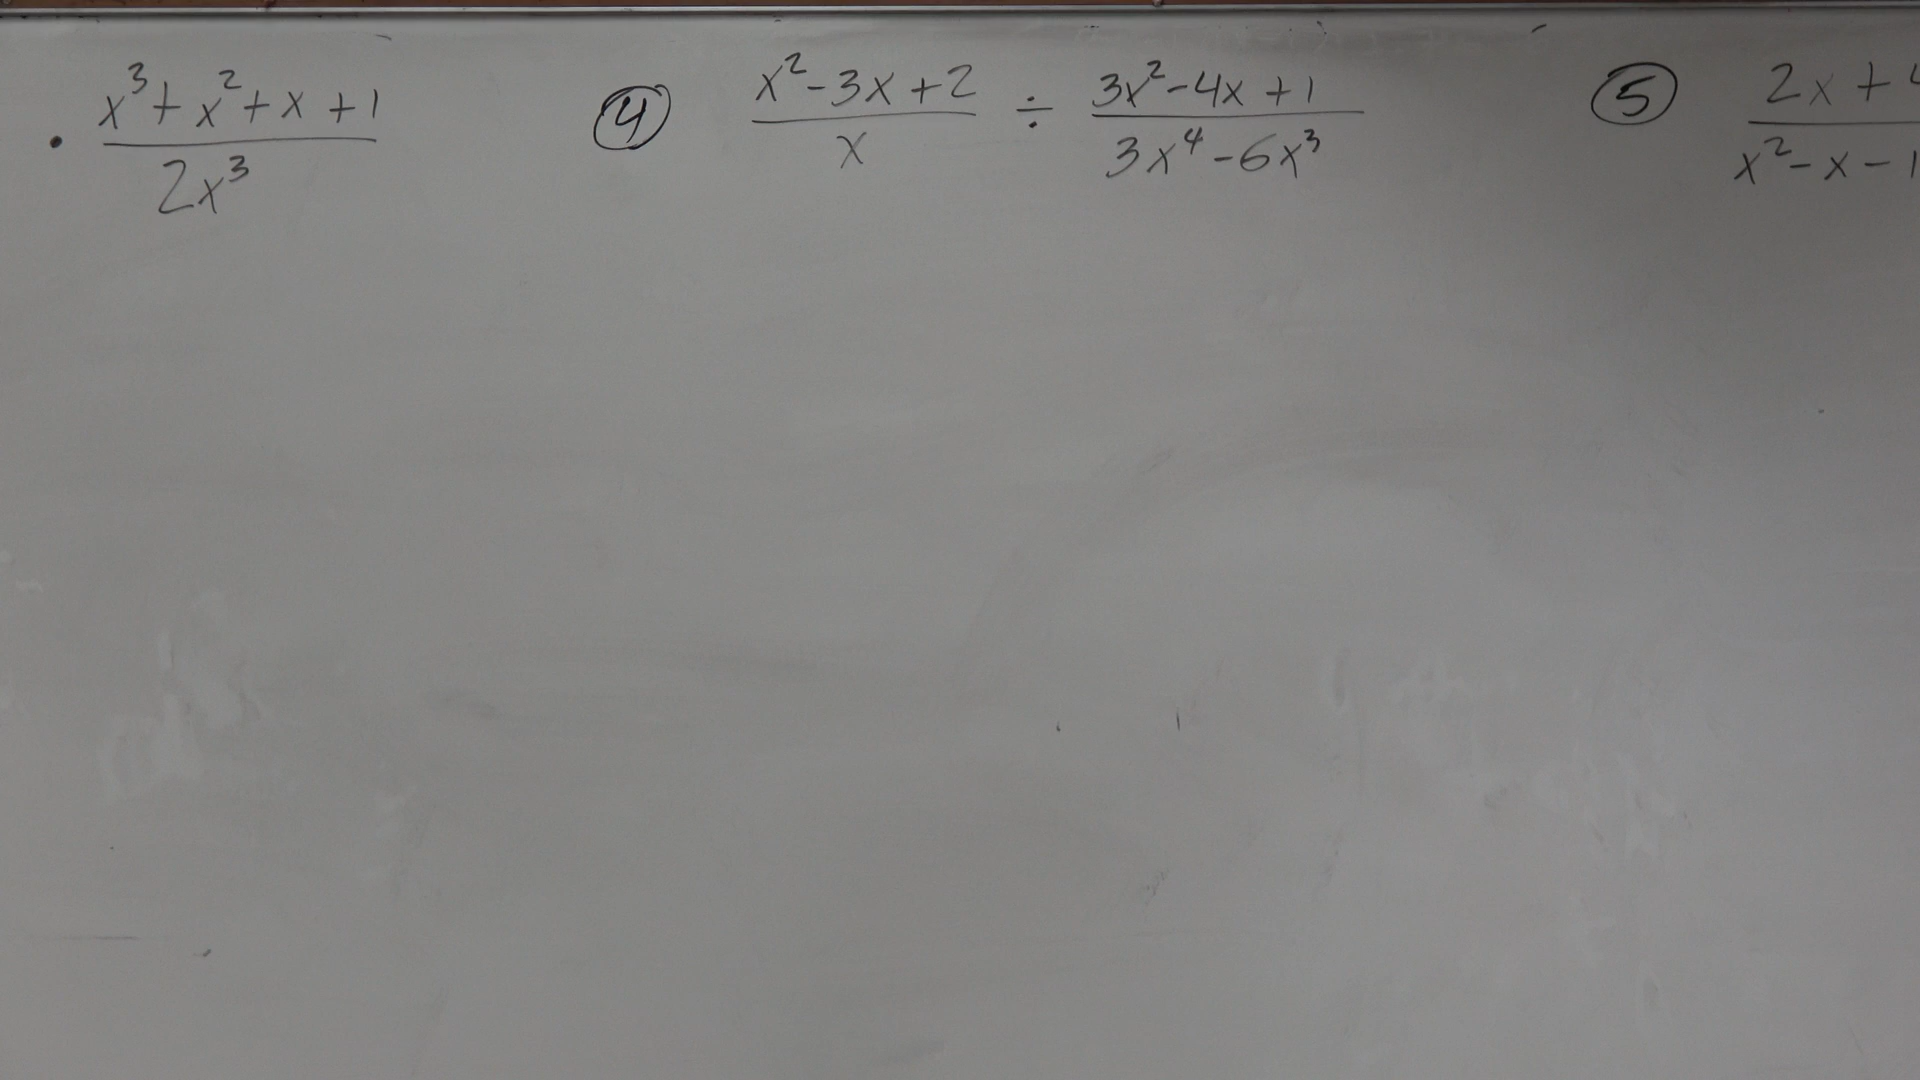 · x³ + x² + x + 1 / 2x³
④ x² - 3x + 2 / x ÷ 3x² - 4x + 1 / 3x⁴ - 6x³
⑤ 2x + / x² - x -